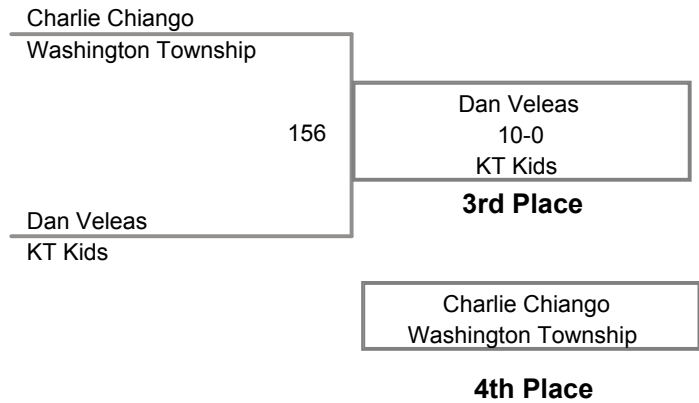 Charlie Chiango
Washington Township
156
Dan Veleas
10-0
KT Kids
3rd Place
Dan Veleas
KT Kids
Charlie Chiango
Washington Township
4th Place